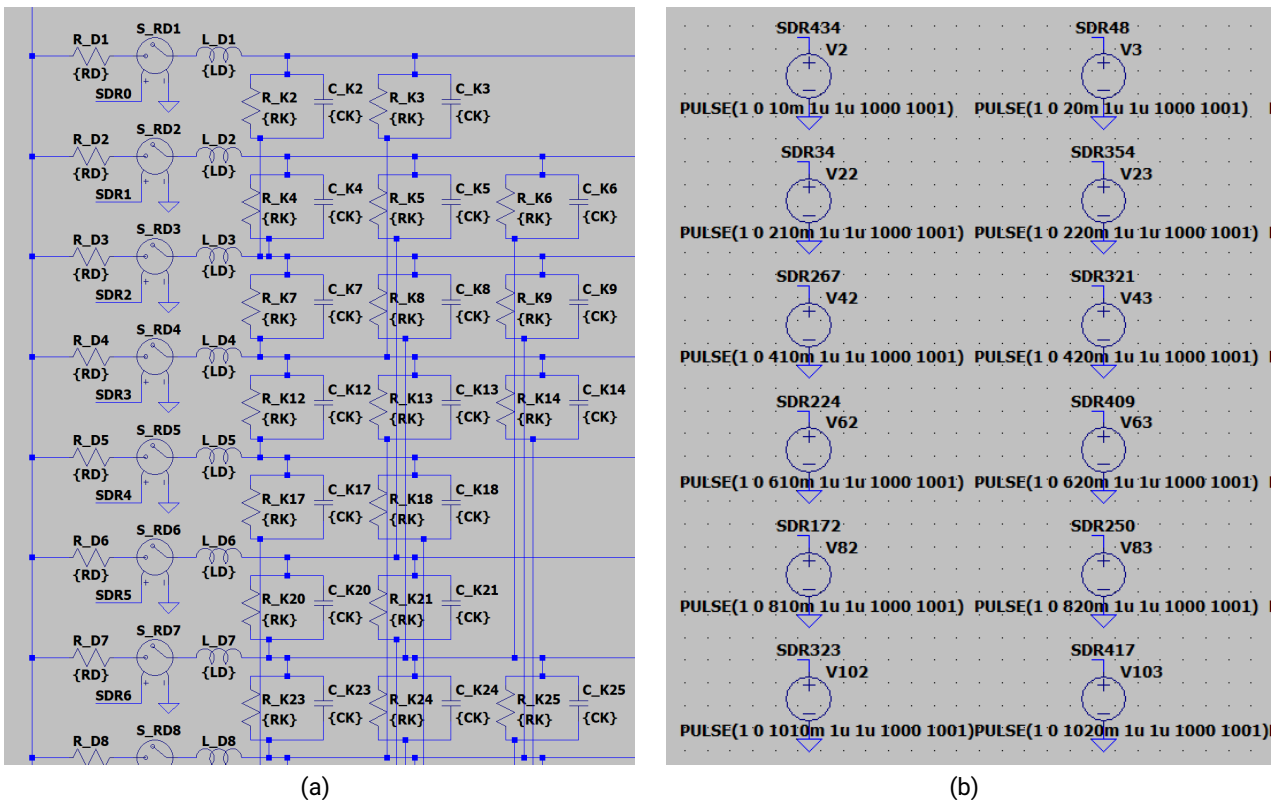 R_D1 S_RD1 L_D1
{RD} {LD}
SDR0
R_K2 C_K2 R_K3 C_K3
{RK} {CK} {RK} {CK}
R_D2 S_RD2 L_D2
{RD} {LD}
SDR1
R_K4 C_K4 R_K5 C_K5 R_K6 C_K6
{RK} {CK} {RK} {CK} {RK} {CK}
R_D3 S_RD3 L_D3
{RD} {LD}
SDR2
R_K7 C_K7 R_K8 C_K8 R_K9 C_K9
{RK} {CK} {RK} {CK} {RK} {CK}
R_D4 S_RD4 L_D4
{RD} {LD}
SDR3
R_K12 C_K12 R_K13 C_K13 R_K14 C_K14
{RK} {CK} {RK} {CK} {RK} {CK}
R_D5 S_RD5 L_D5
{RD} {LD}
SDR4
R_K17 C_K17 R_K18 C_K18
{RK} {CK} {RK} {CK}
R_D6 S_RD6 L_D6
{RD} {LD}
SDR5
R_K20 C_K20 R_K21 C_K21
{RK} {CK} {RK} {CK}
R_D7 S_RD7 L_D7
{RD} {LD}
SDR6
R_K23 C_K23 R_K24 C_K24 R_K25 C_K25
{RK} {CK} {RK} {CK} {RK} {CK}
R_D8 S_RD8 L_D8
(a)
SDR434 SDR48
V2 V3
PULSE(1 0 10m 1u 1u 1000 1001) PULSE(1 0 20m 1u 1u 1000 1001)
SDR34 SDR354
V22 V23
PULSE(1 0 210m 1u 1u 1000 1001) PULSE(1 0 220m 1u 1u 1000 1001)
SDR267 SDR321
V42 V43
PULSE(1 0 410m 1u 1u 1000 1001) PULSE(1 0 420m 1u 1u 1000 1001)
SDR224 SDR409
V62 V63
PULSE(1 0 610m 1u 1u 1000 1001) PULSE(1 0 620m 1u 1u 1000 1001)
SDR172 SDR250
V82 V83
PULSE(1 0 810m 1u 1u 1000 1001) PULSE(1 0 820m 1u 1u 1000 1001)
SDR323 SDR417
V102 V103
PULSE(1 0 1010m 1u 1u 1000 1001) PULSE(1 0 1020m 1u 1u 1000 1001)
(b)